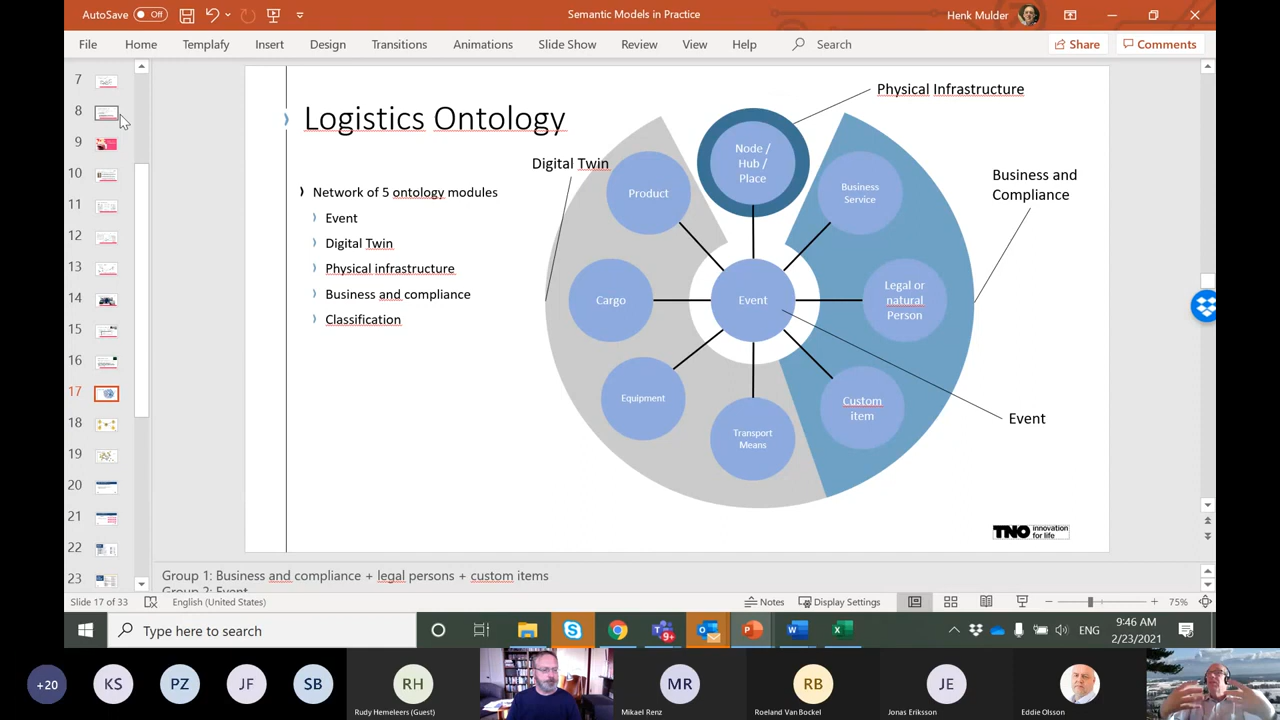 AutoSave Off
Semantic Models in Practice
Henk Mulder
File Home Templafy Insert Design Transitions Animations Slide Show Review View Help Search Share Comments
7
8
9
10
11
12
13
14
15
16
17
18
19
20
21
22
23
Logistics Ontology
Network of 5 ontology modules
Event
Digital Twin
Physical infrastructure
Business and compliance
Classification
Physical Infrastructure
Digital Twin
Node /
Hub /
Place
Product
Business
Service
Business and
Compliance
Cargo
Event
Legal or
natural
Person
Equipment
Transport
Means
Custom
item
Event
TNO innovation
for life
Group 1: Business and compliance + legal persons + custom items
Group 2: Event
Slide 17 of 33 English (United States) Notes Display Settings 75%
Type here to search
9+
ENG
9:46 AM
2/23/2021
+20
KS
PZ
JF
SB
RH
Rudy Hemeleers (Guest)
MR
Mikael Renz
RB
Roeland Van Bockel
JE
Jonas Eriksson
Eddie Olsson